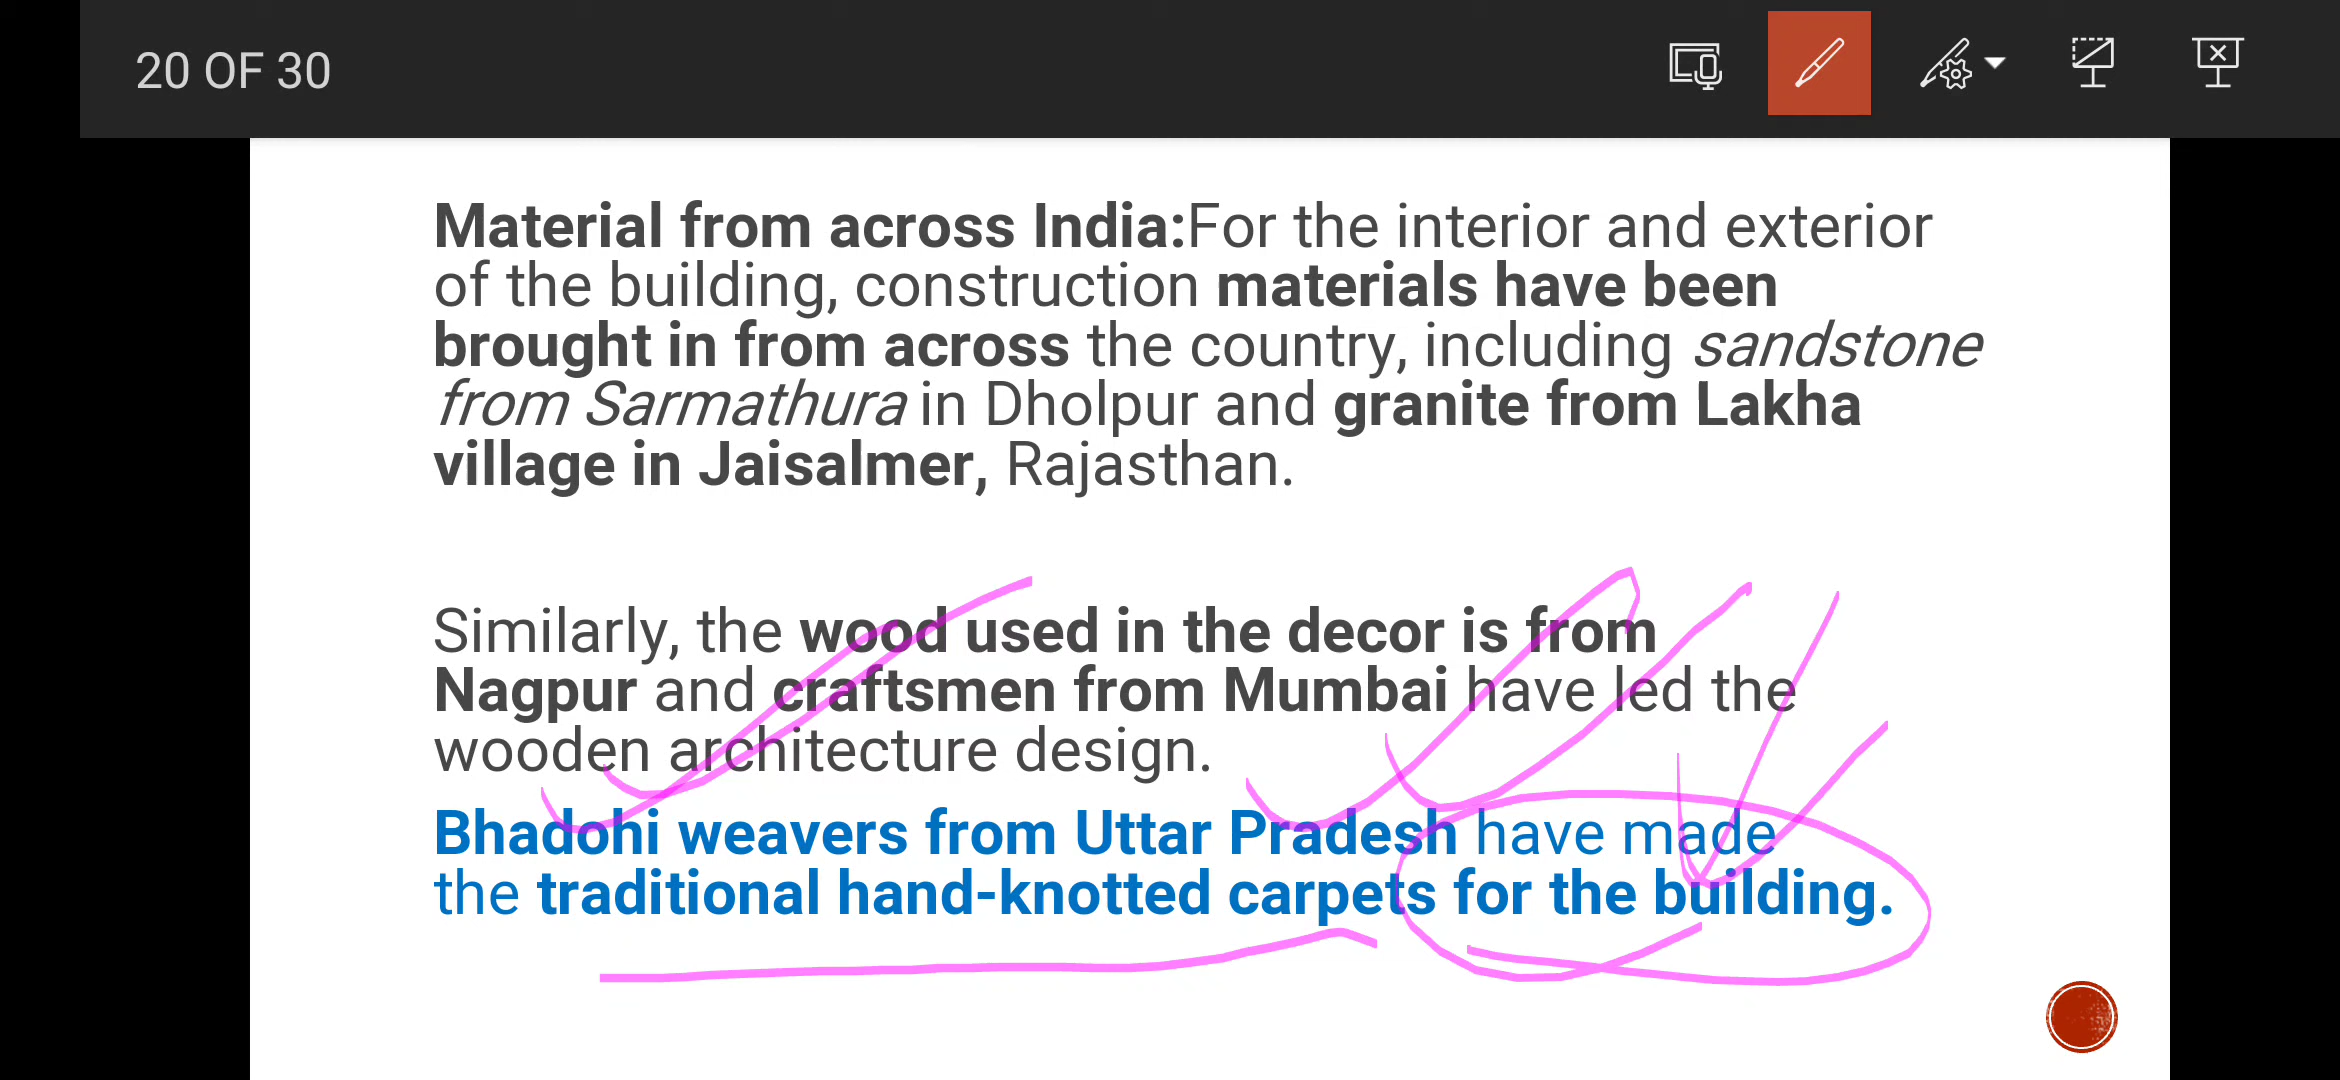 20 OF 30
Material from across India:For the interior and exterior
of the building, construction materials have been
brought in from across the country, including sandstone
from Sarmathura in Dholpur and granite from Lakha
village in Jaisalmer, Rajasthan.
Similarly, the wood used in the decor is from
Nagpur and craftsmen from Mumbai have led the
wooden architecture design.
Bhadohi weavers from Uttar Pradesh have made
the traditional hand-knotted carpets for the building.